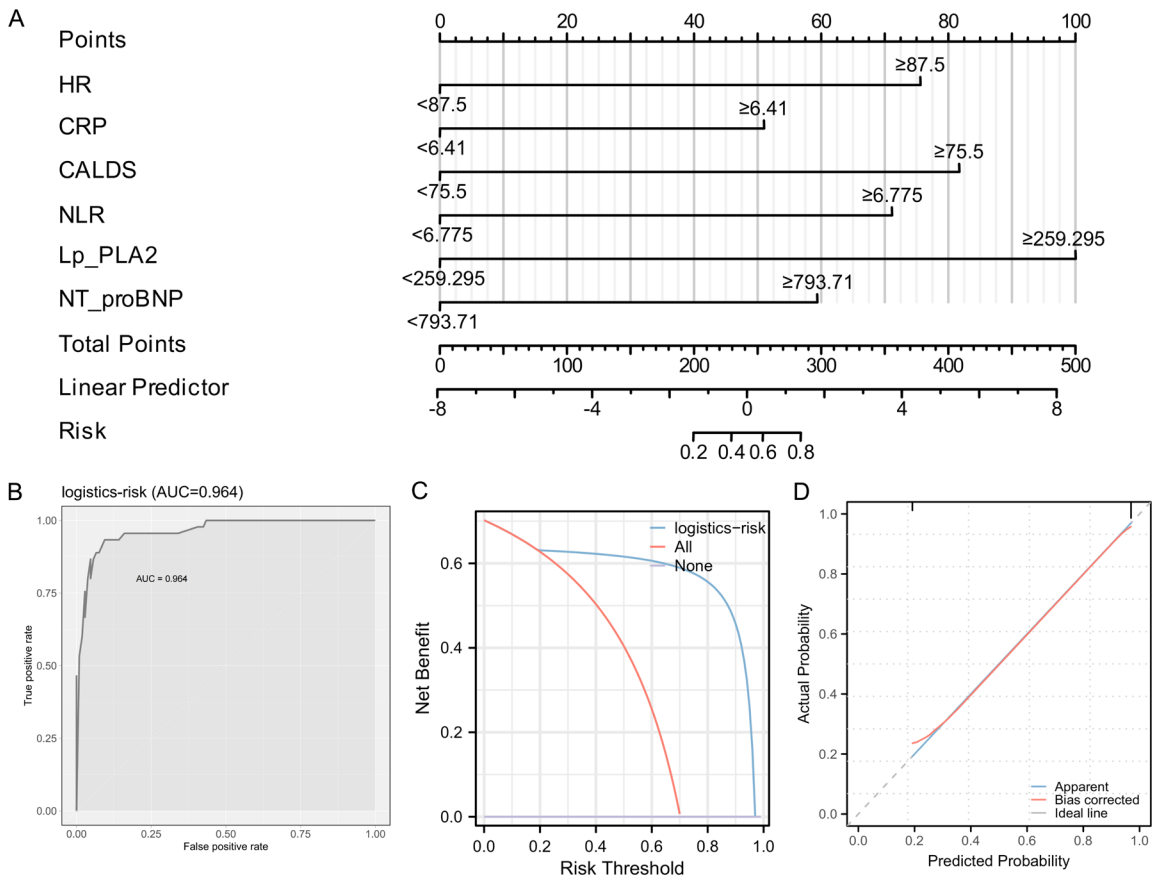 A
0 20 40 60 80 100
Points
≥87.5
HR
<87.5
≥6.41
CRP
<6.41
≥75.5
CALDS
<75.5
≥6.775
NLR
<6.775
≥259.295
Lp_PLA2
<259.295
≥793.71
NT_proBNP
<793.71
Total Points
0 100 200 300 400 500
Linear Predictor
-8 -4 0 4 8
Risk
0.2 0.4 0.6 0.8
B
logistics-risk (AUC=0.964)
True positive rate
1.00
0.75
0.50
0.25
0.00
AUC = 0.964
0.00 0.25 0.50 0.75 1.00
False positive rate
C
logistics-risk
All
None
Net Benefit
0.6
0.4
0.2
0.0
0.0 0.2 0.4 0.6 0.8 1.0
Risk Threshold
D
Actual Probability
1.0
0.8
0.6
0.4
0.2
0.0
Apparent
Bias corrected
Ideal line
0.0 0.2 0.4 0.6 0.8 1.0
Predicted Probability